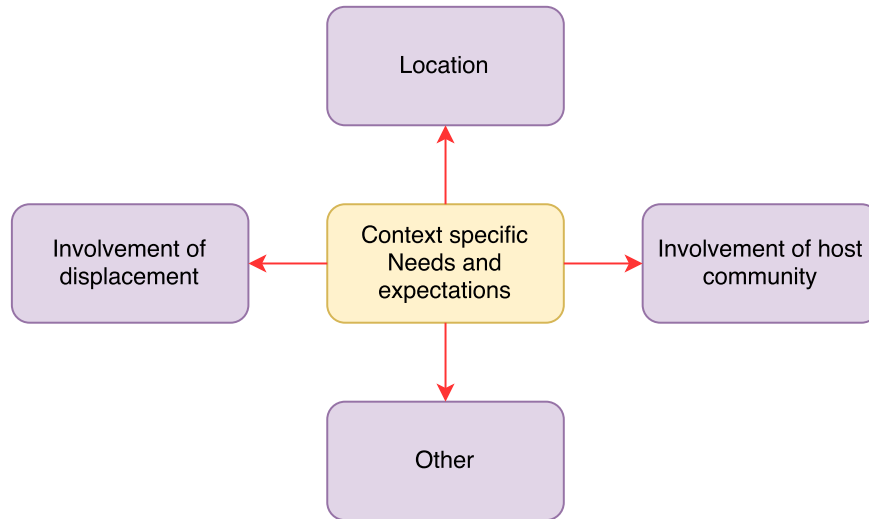 Location
Involvement of
displacement
Context specific
Needs and
expectations
Involvement of host
community
Other